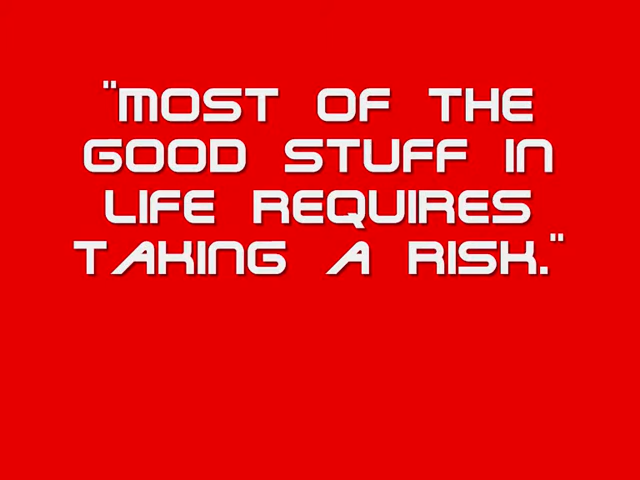 "MOST OF THE
GOOD STUFF IN
LIFE REQUIRES
TAKING A RISK."